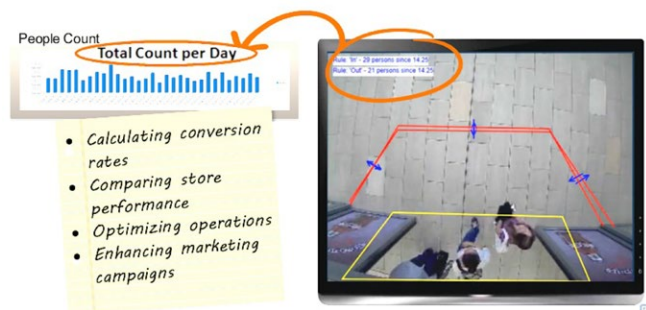 People Count
Total Count per Day
Rule: 'In' - 29 persons since 14:25
Rule: 'Out' - 21 persons since 14:25
• Calculating conversion
rates
• Comparing store
performance
• Optimizing operations
• Enhancing marketing
campaigns